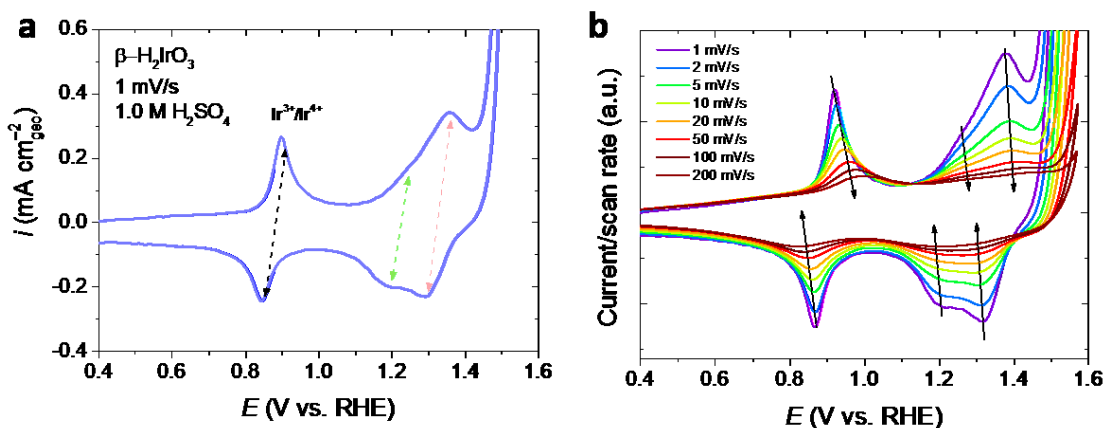 a
0.6
0.4
0.2
0.0
-0.2
-0.4
i (mA cm⁻²geo)
β–H₂IrO₃
1 mV/s
1.0 M H₂SO₄
Ir³⁺/Ir⁴⁺
0.4 0.6 0.8 1.0 1.2 1.4 1.6
E (V vs. RHE)
b
Current/scan rate (a.u.)
1 mV/s
2 mV/s
5 mV/s
10 mV/s
20 mV/s
50 mV/s
100 mV/s
200 mV/s
0.4 0.6 0.8 1.0 1.2 1.4 1.6
E (V vs. RHE)